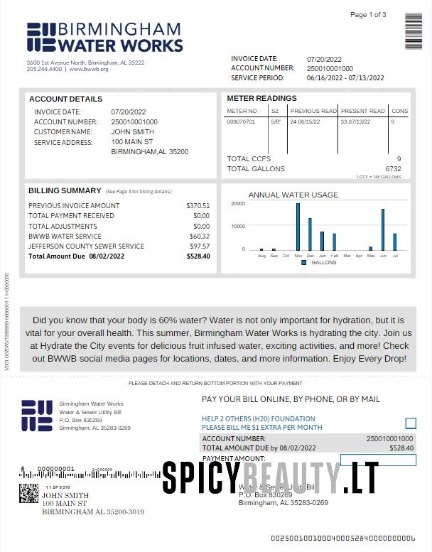 Page 1 of 3
BIRMINGHAM
WATER WORKS
3600 1st Avenue North, Birmingham, AL 35222
205.244.4400 | www.bwwb.org
INVOICE DATE: 07/20/2022
ACCOUNT NUMBER: 250010001000
SERVICE PERIOD: 06/16/2022 - 07/13/2022
ACCOUNT DETAILS
INVOICE DATE: 07/20/2022
ACCOUNT NUMBER: 250010001000
CUSTOMER NAME: JOHN SMITH
SERVICE ADDRESS: 100 MAIN ST
BIRMINGHAM,AL 35200
METER READINGS
METER NO SZ PREVIOUS READ PRESENT READ CONS
009070701 5/8" 24 06/15/22 33 07/13/22 9
TOTAL CCFS 9
TOTAL GALLONS 6732
BILLING SUMMARY (See Page 3 for billing details)
PREVIOUS INVOICE AMOUNT $370.51
TOTAL PAYMENT RECEIVED $0.00
TOTAL ADJUSTMENTS $0.00
BWWB WATER SERVICE $60.32
JEFFERSON COUNTY SEWER SERVICE $97.57
Total Amount Due 08/02/2022 $528.40
ANNUAL WATER USAGE
20000
10000
0
Aug Sep Oct Nov Dec Jan Feb Mar Apr May Jun Jul
GALLONS
Did you know that your body is 60% water? Water is not only important for hydration, but it is
vital for your overall health. This summer, Birmingham Water Works is hydrating the city. Join us
at Hydrate the City events for delicious fruit infused water, exciting activities, and more! Check
out BWWB social media pages for locations, dates, and more information. Enjoy Every Drop!
PLEASE DETACH AND RETURN BOTTOM PORTION WITH YOUR PAYMENT
Birmingham Water Works
Water & Sewer Utility Bill
P.O. Box 830269
Birmingham, AL 35283-0269
PAY YOUR BILL ONLINE, BY PHONE, OR BY MAIL
HELP 2 OTHERS (H20) FOUNDATION
PLEASE BILL ME $1 EXTRA PER MONTH
ACCOUNT NUMBER: 250010001000
TOTAL AMOUNT DUE by 08/02/2022 $528.40
PAYMENT AMOUNT:
SPICYBEAUTY.LT
JOHN SMITH
100 MAIN ST
BIRMINGHAM AL 35200-3019
P.O. Box 830269
Birmingham, AL 35283-0269